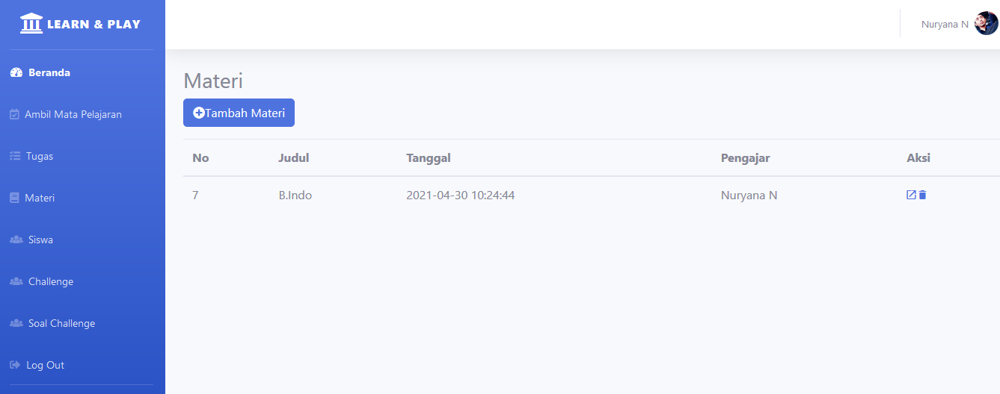 LEARN & PLAY
Nuryana N
Beranda
Ambil Mata Pelajaran
Tugas
Materi
Siswa
Challenge
Soal Challenge
Log Out
Materi
Tambah Materi
No Judul Tanggal Pengajar Aksi
7 B.Indo 2021-04-30 10:24:44 Nuryana N